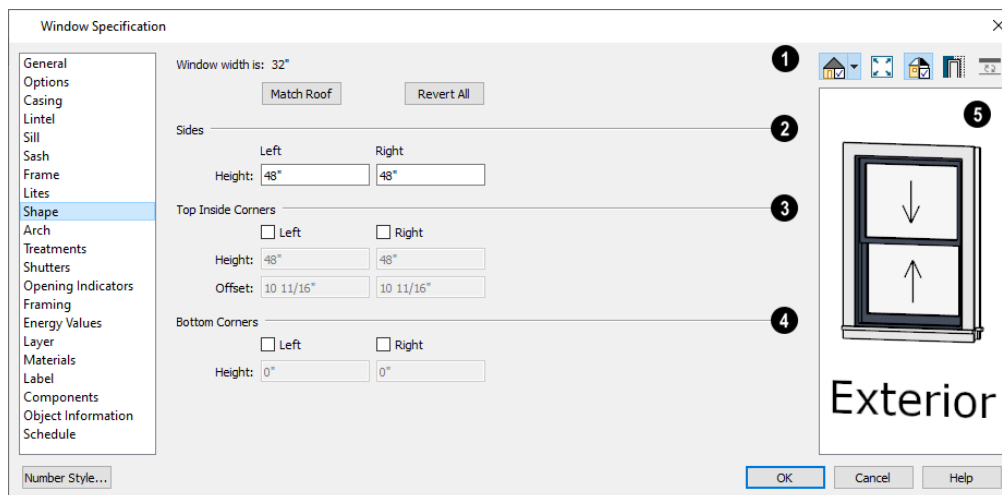 Window Specification
General
Options
Casing
Lintel
Sill
Sash
Frame
Lites
Shape
Arch
Treatments
Shutters
Opening Indicators
Framing
Energy Values
Layer
Materials
Label
Components
Object Information
Schedule
Window width is: 32"
1
Match Roof Revert All
Sides 2
Left Right
Height: 48" 48"
Top Inside Corners 3
Left Right
Height: 48" 48"
Offset: 10 11/16" 10 11/16"
Bottom Corners 4
Left Right
Height: 0" 0"
5
Exterior
Number Style... OK Cancel Help